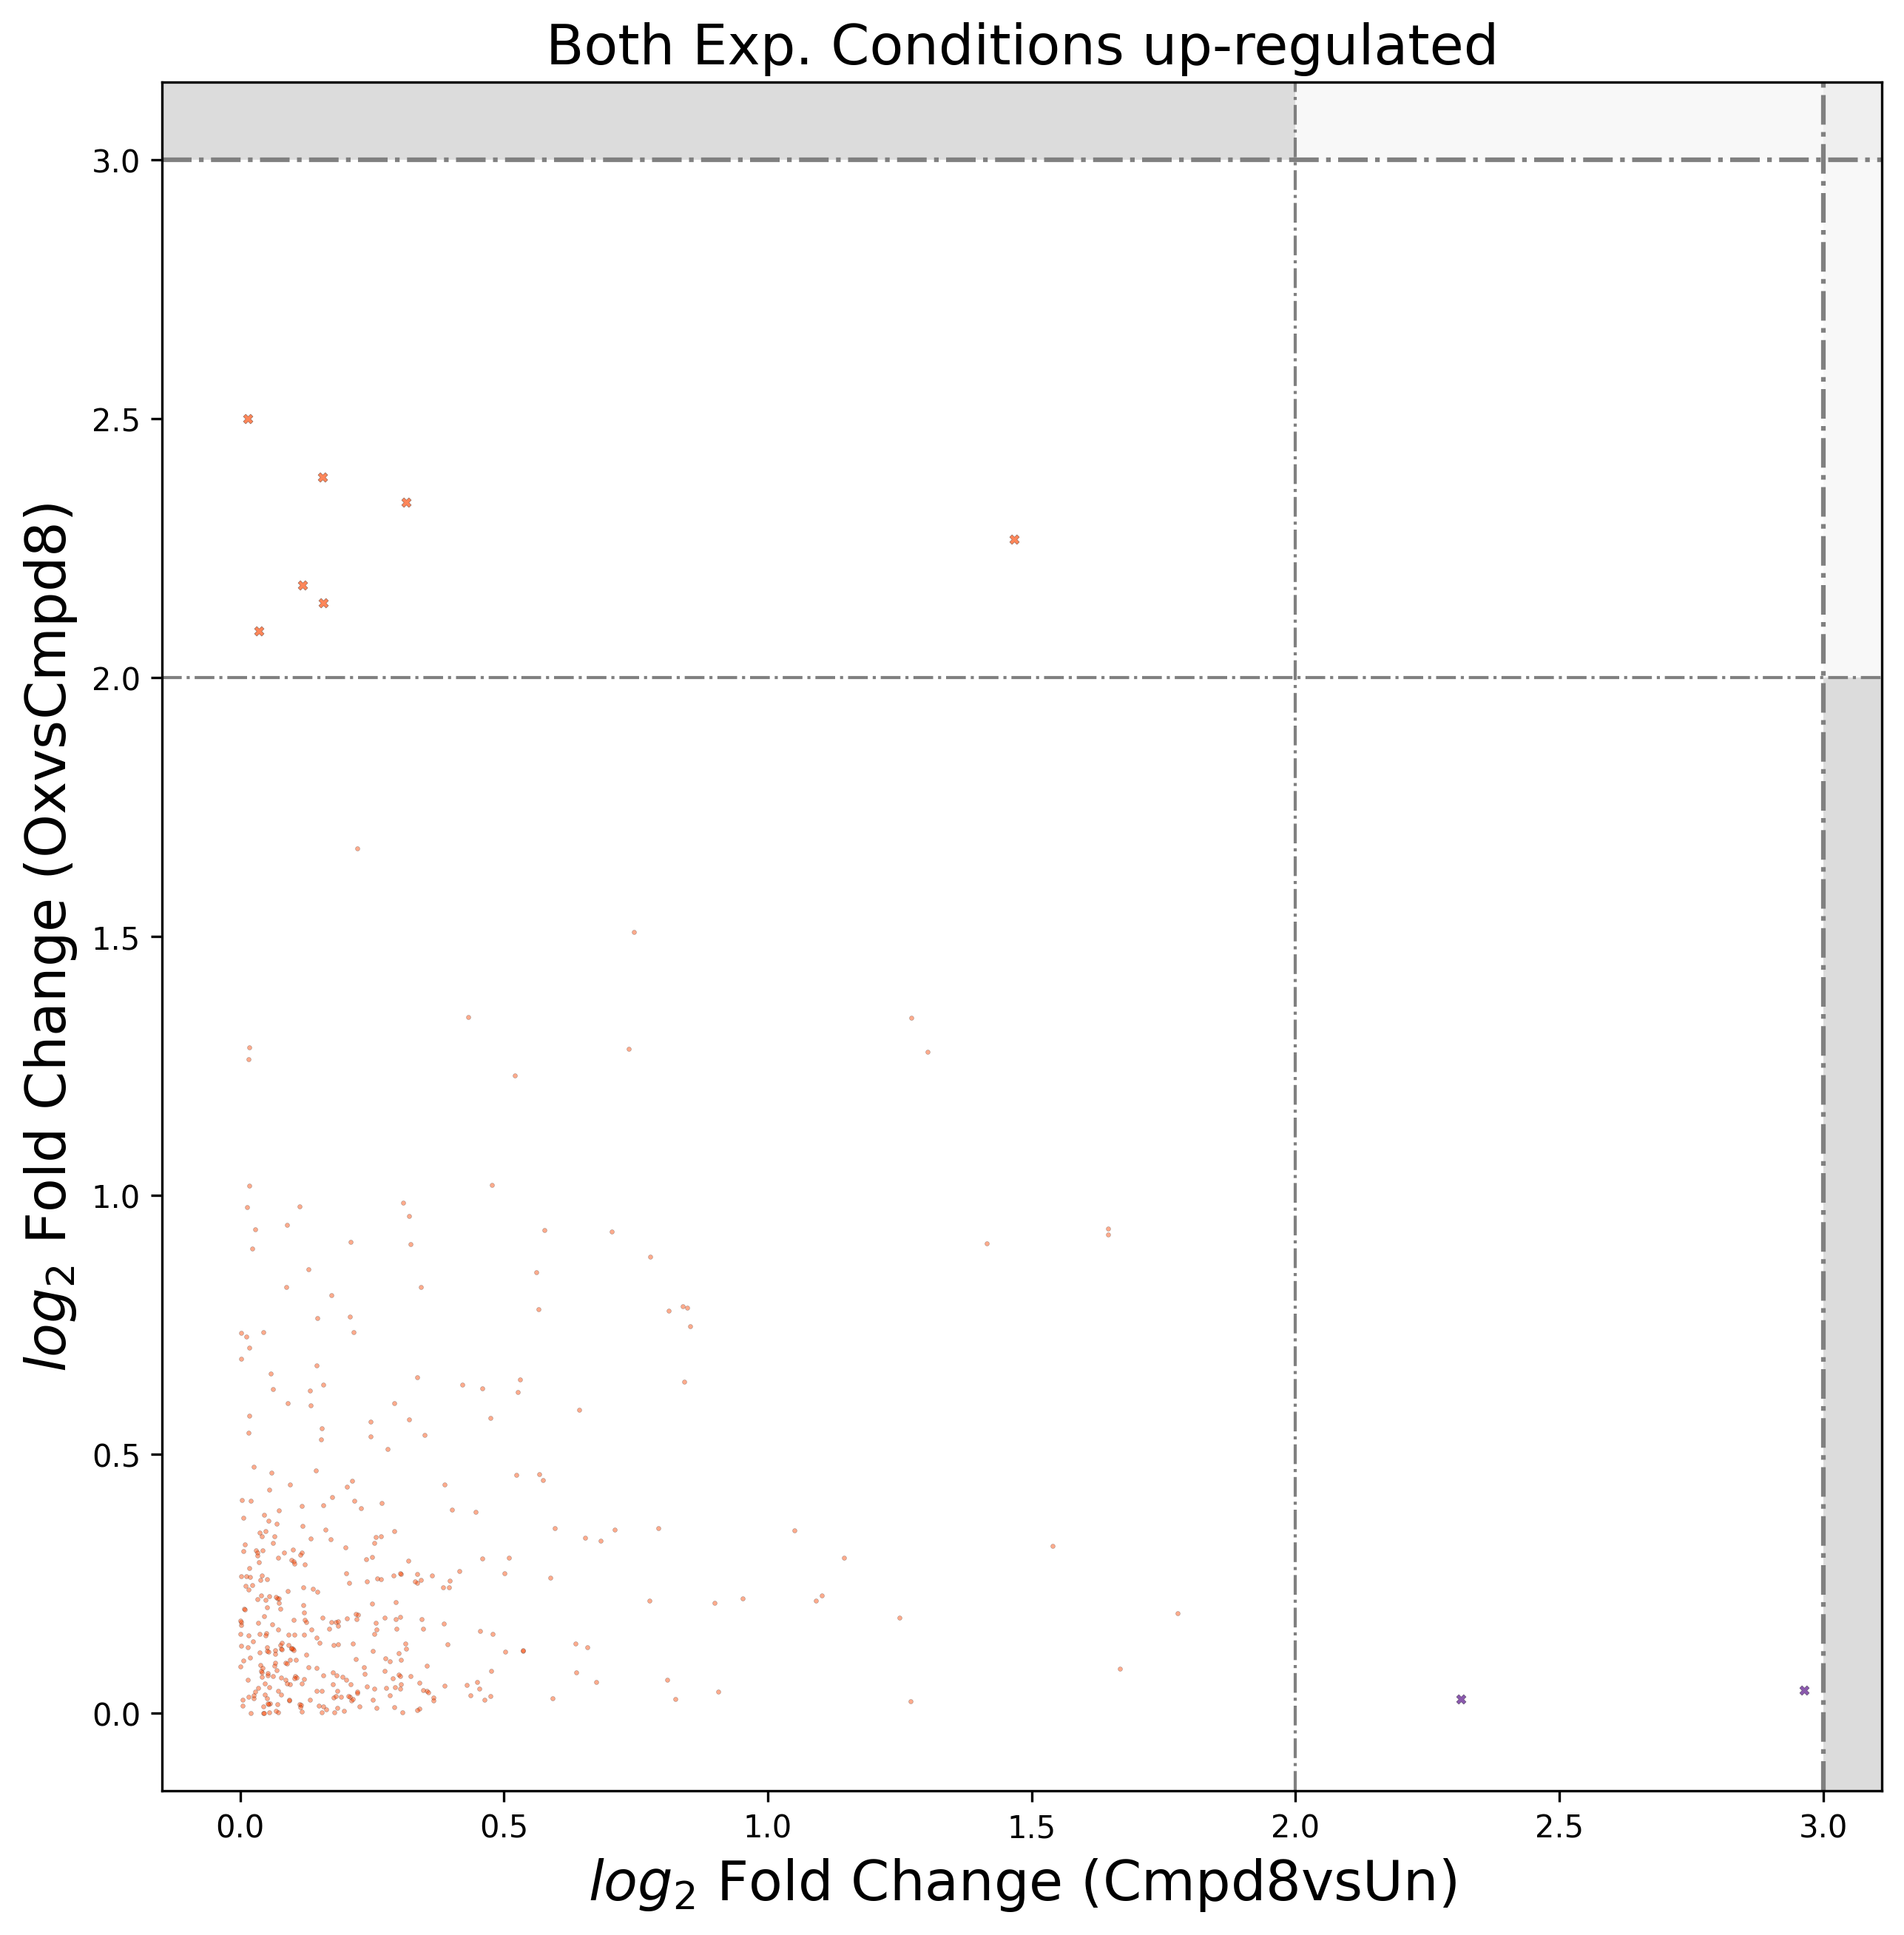 Both Exp. Conditions up-regulated
log₂ Fold Change (OxvsCmpd8)
3.0
2.5
2.0
1.5
1.0
0.5
0.0
0.0 0.5 1.0 1.5 2.0 2.5 3.0
log₂ Fold Change (Cmpd8vsUn)